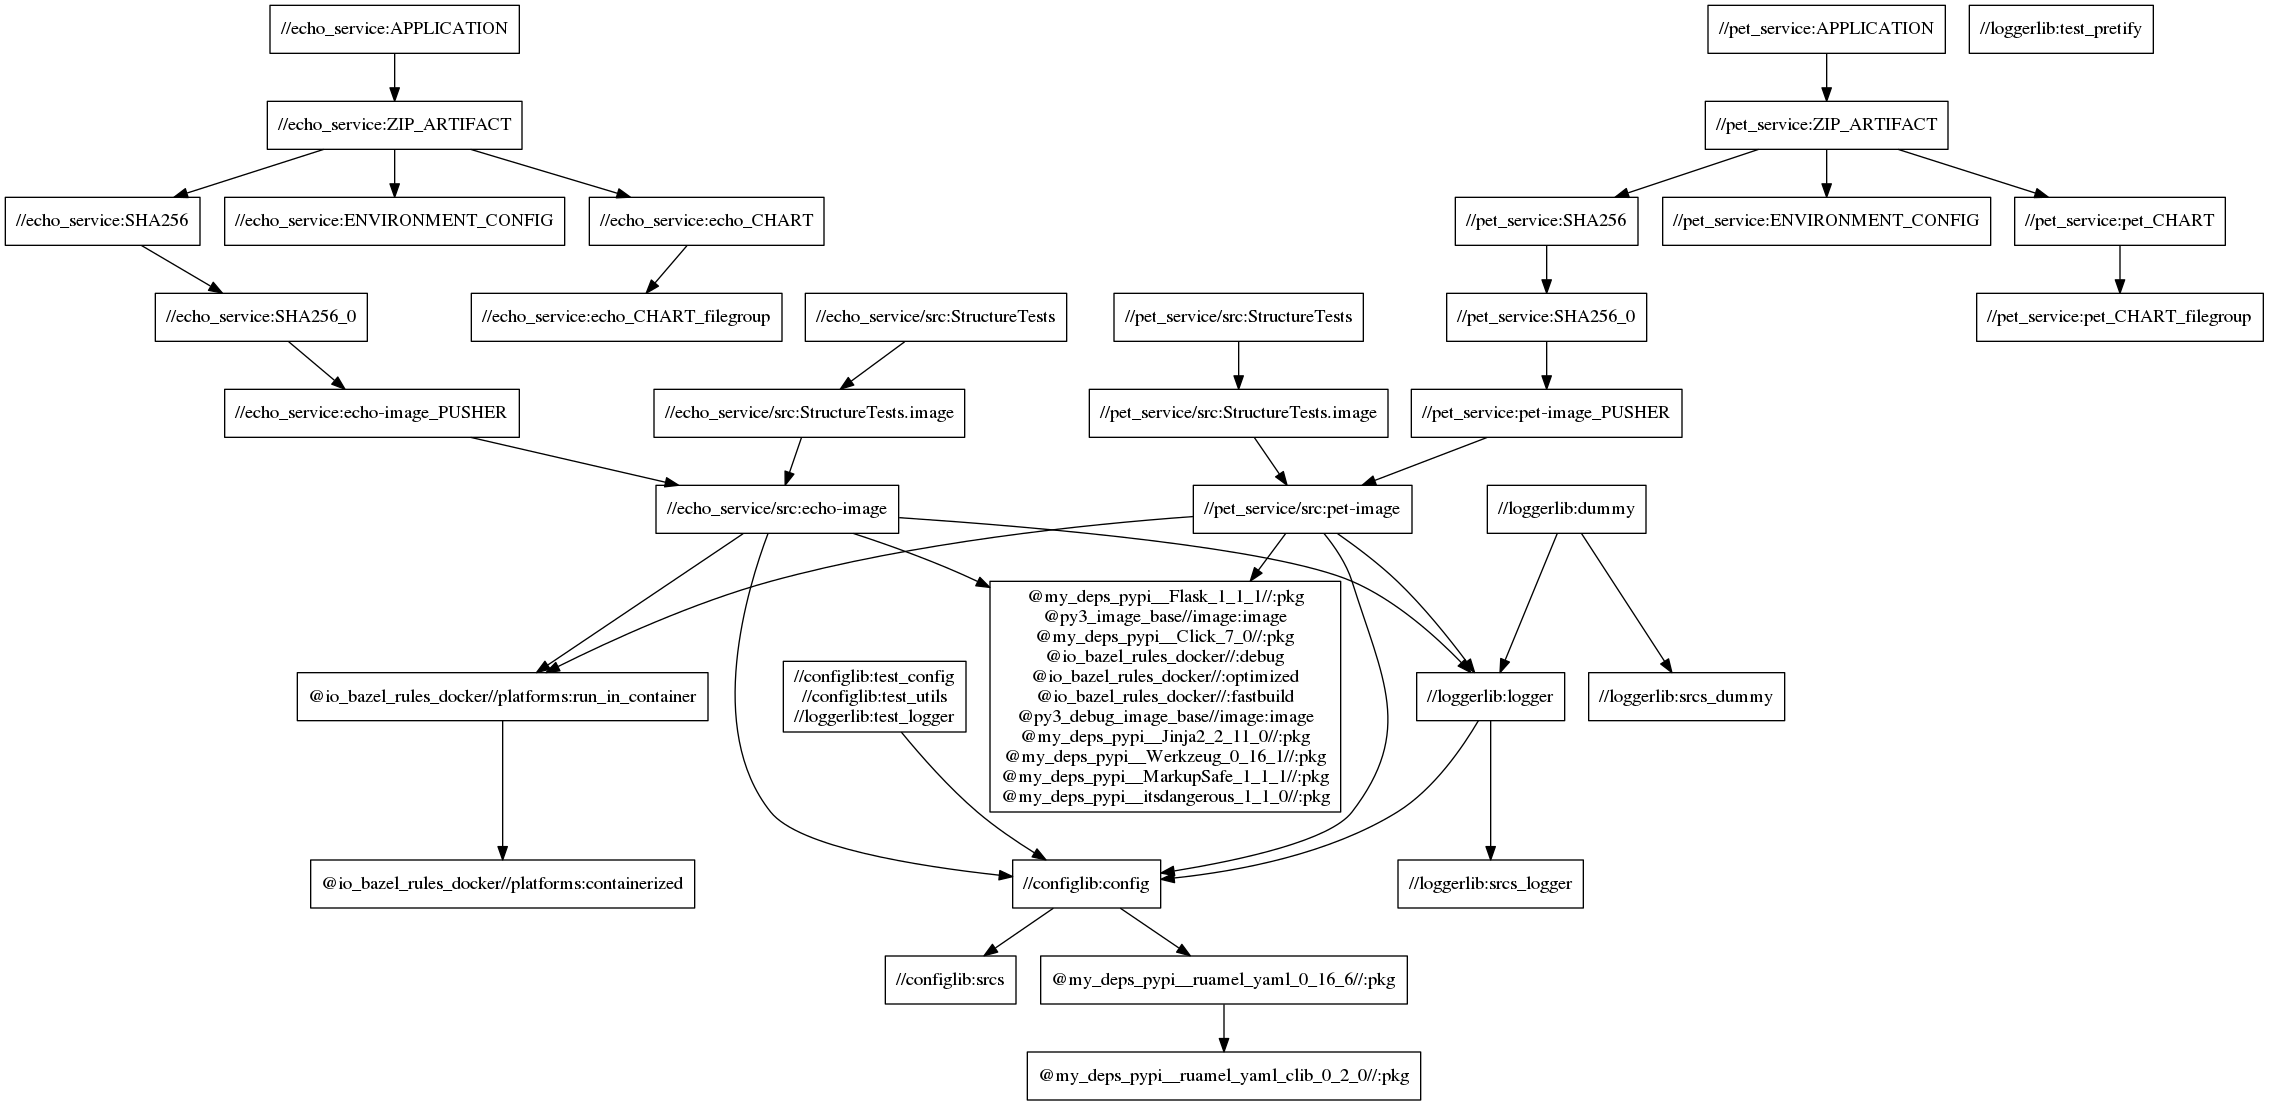 //echo_service:APPLICATION
//pet_service:APPLICATION
//loggerlib:test_pretify
//echo_service:ZIP_ARTIFACT
//pet_service:ZIP_ARTIFACT
//echo_service:SHA256
//echo_service:ENVIRONMENT_CONFIG
//echo_service:echo_CHART
//pet_service:SHA256
//pet_service:ENVIRONMENT_CONFIG
//pet_service:pet_CHART
//echo_service:SHA256_0
//echo_service:echo_CHART_filegroup
//echo_service/src:StructureTests
//pet_service/src:StructureTests
//pet_service:SHA256_0
//pet_service:pet_CHART_filegroup
//echo_service:echo-image_PUSHER
//echo_service/src:StructureTests.image
//pet_service/src:StructureTests.image
//pet_service:pet-image_PUSHER
//echo_service/src:echo-image
//pet_service/src:pet-image
//loggerlib:dummy
@my_deps_pypi__Flask_1_1_1//:pkg
@py3_image_base//image:image
@my_deps_pypi__Click_7_0//:pkg
@io_bazel_rules_docker//:debug
@io_bazel_rules_docker//:optimized
@io_bazel_rules_docker//:fastbuild
@py3_debug_image_base//image:image
@my_deps_pypi__Jinja2_2_11_0//:pkg
@my_deps_pypi__Werkzeug_0_16_1//:pkg
@my_deps_pypi__MarkupSafe_1_1_1//:pkg
@my_deps_pypi__itsdangerous_1_1_0//:pkg
@io_bazel_rules_docker//platforms:run_in_container
//configlib:test_config
//configlib:test_utils
//loggerlib:test_logger
//loggerlib:logger
//loggerlib:srcs_dummy
@io_bazel_rules_docker//platforms:containerized
//configlib:config
//loggerlib:srcs_logger
//configlib:srcs
@my_deps_pypi__ruamel_yaml_0_16_6//:pkg
@my_deps_pypi__ruamel_yaml_clib_0_2_0//:pkg